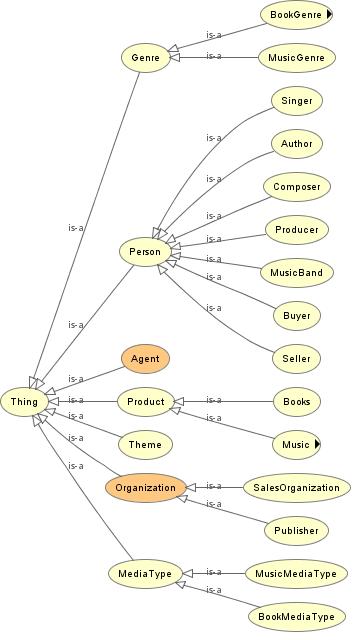 BookGenre
is-a
Genre
is-a
MusicGenre
Singer
is-a
Author
is-a
Composer
is-a
is-a
Producer
is-a
Person
is-a
MusicBand
is-a
Buyer
is-a
is-a
Seller
Agent
is-a
Thing
is-a
Product
is-a
Books
is-a
is-a
Theme
is-a
Music
is-a
is-a
Organization
is-a
SalesOrganization
is-a
Publisher
MediaType
is-a
MusicMediaType
is-a
BookMediaType